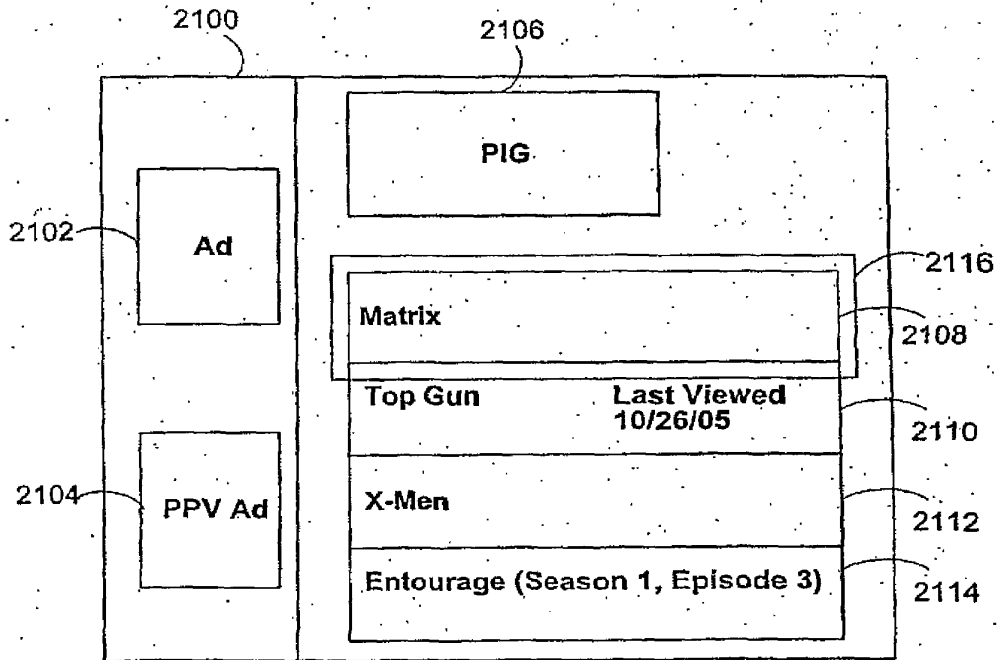 2100
2106
PIG
2102
Ad
2116
Matrix
2108
Top Gun
Last Viewed
10/26/05
2110
2104
PPV Ad
X-Men
2112
Entourage (Season 1, Episode 3)
2114